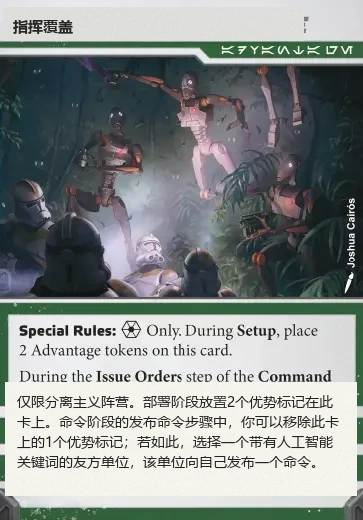 指挥覆盖
Joshua Cairós
Special Rules: Only. During Setup, place
2 Advantage tokens on this card.
During the Issue Orders step of the Command
仅限分离主义阵营。部署阶段放置2个优势标记在此
卡上。命令阶段的发布命令步骤中，你可以移除此卡
上的1个优势标记；若如此，选择一个带有人工智能
关键词的友方单位，该单位向自己发布一个命令。